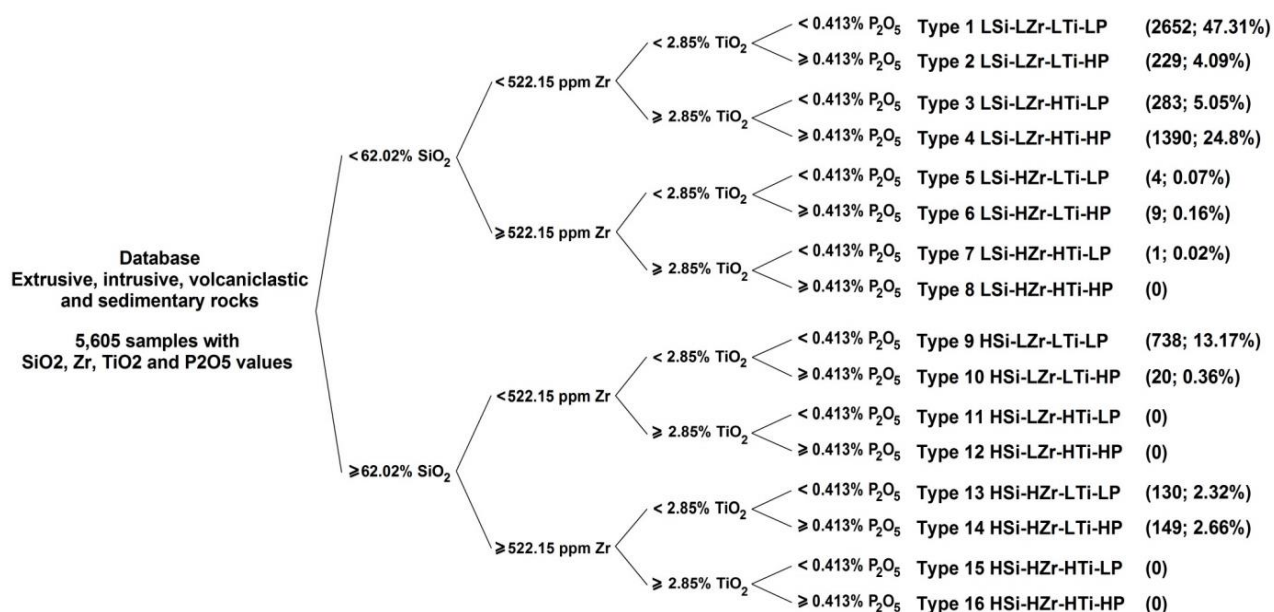 Database
Extrusive, intrusive, volcaniclastic
and sedimentary rocks
5,605 samples with
SiO2, Zr, TiO2 and P2O5 values
< 62.02% SiO₂
< 522.15 ppm Zr
< 2.85% TiO₂
< 0.413% P₂O₅ Type 1 LSi-LZr-LTi-LP (2652; 47.31%)
⩾ 0.413% P₂O₅ Type 2 LSi-LZr-LTi-HP (229; 4.09%)
⩾ 2.85% TiO₂
< 0.413% P₂O₅ Type 3 LSi-LZr-HTi-LP (283; 5.05%)
⩾ 0.413% P₂O₅ Type 4 LSi-LZr-HTi-HP (1390; 24.8%)
⩾ 522.15 ppm Zr
< 2.85% TiO₂
< 0.413% P₂O₅ Type 5 LSi-HZr-LTi-LP (4; 0.07%)
⩾ 0.413% P₂O₅ Type 6 LSi-HZr-LTi-HP (9; 0.16%)
⩾ 2.85% TiO₂
< 0.413% P₂O₅ Type 7 LSi-HZr-HTi-LP (1; 0.02%)
⩾ 0.413% P₂O₅ Type 8 LSi-HZr-HTi-HP (0)
⩾ 62.02% SiO₂
< 522.15 ppm Zr
< 2.85% TiO₂
< 0.413% P₂O₅ Type 9 HSi-LZr-LTi-LP (738; 13.17%)
⩾ 0.413% P₂O₅ Type 10 HSi-LZr-LTi-HP (20; 0.36%)
⩾ 2.85% TiO₂
< 0.413% P₂O₅ Type 11 HSi-LZr-HTi-LP (0)
⩾ 0.413% P₂O₅ Type 12 HSi-LZr-HTi-HP (0)
⩾ 522.15 ppm Zr
< 2.85% TiO₂
< 0.413% P₂O₅ Type 13 HSi-HZr-LTi-LP (130; 2.32%)
⩾ 0.413% P₂O₅ Type 14 HSi-HZr-LTi-HP (149; 2.66%)
⩾ 2.85% TiO₂
< 0.413% P₂O₅ Type 15 HSi-HZr-HTi-LP (0)
⩾ 0.413% P₂O₅ Type 16 HSi-HZr-HTi-HP (0)